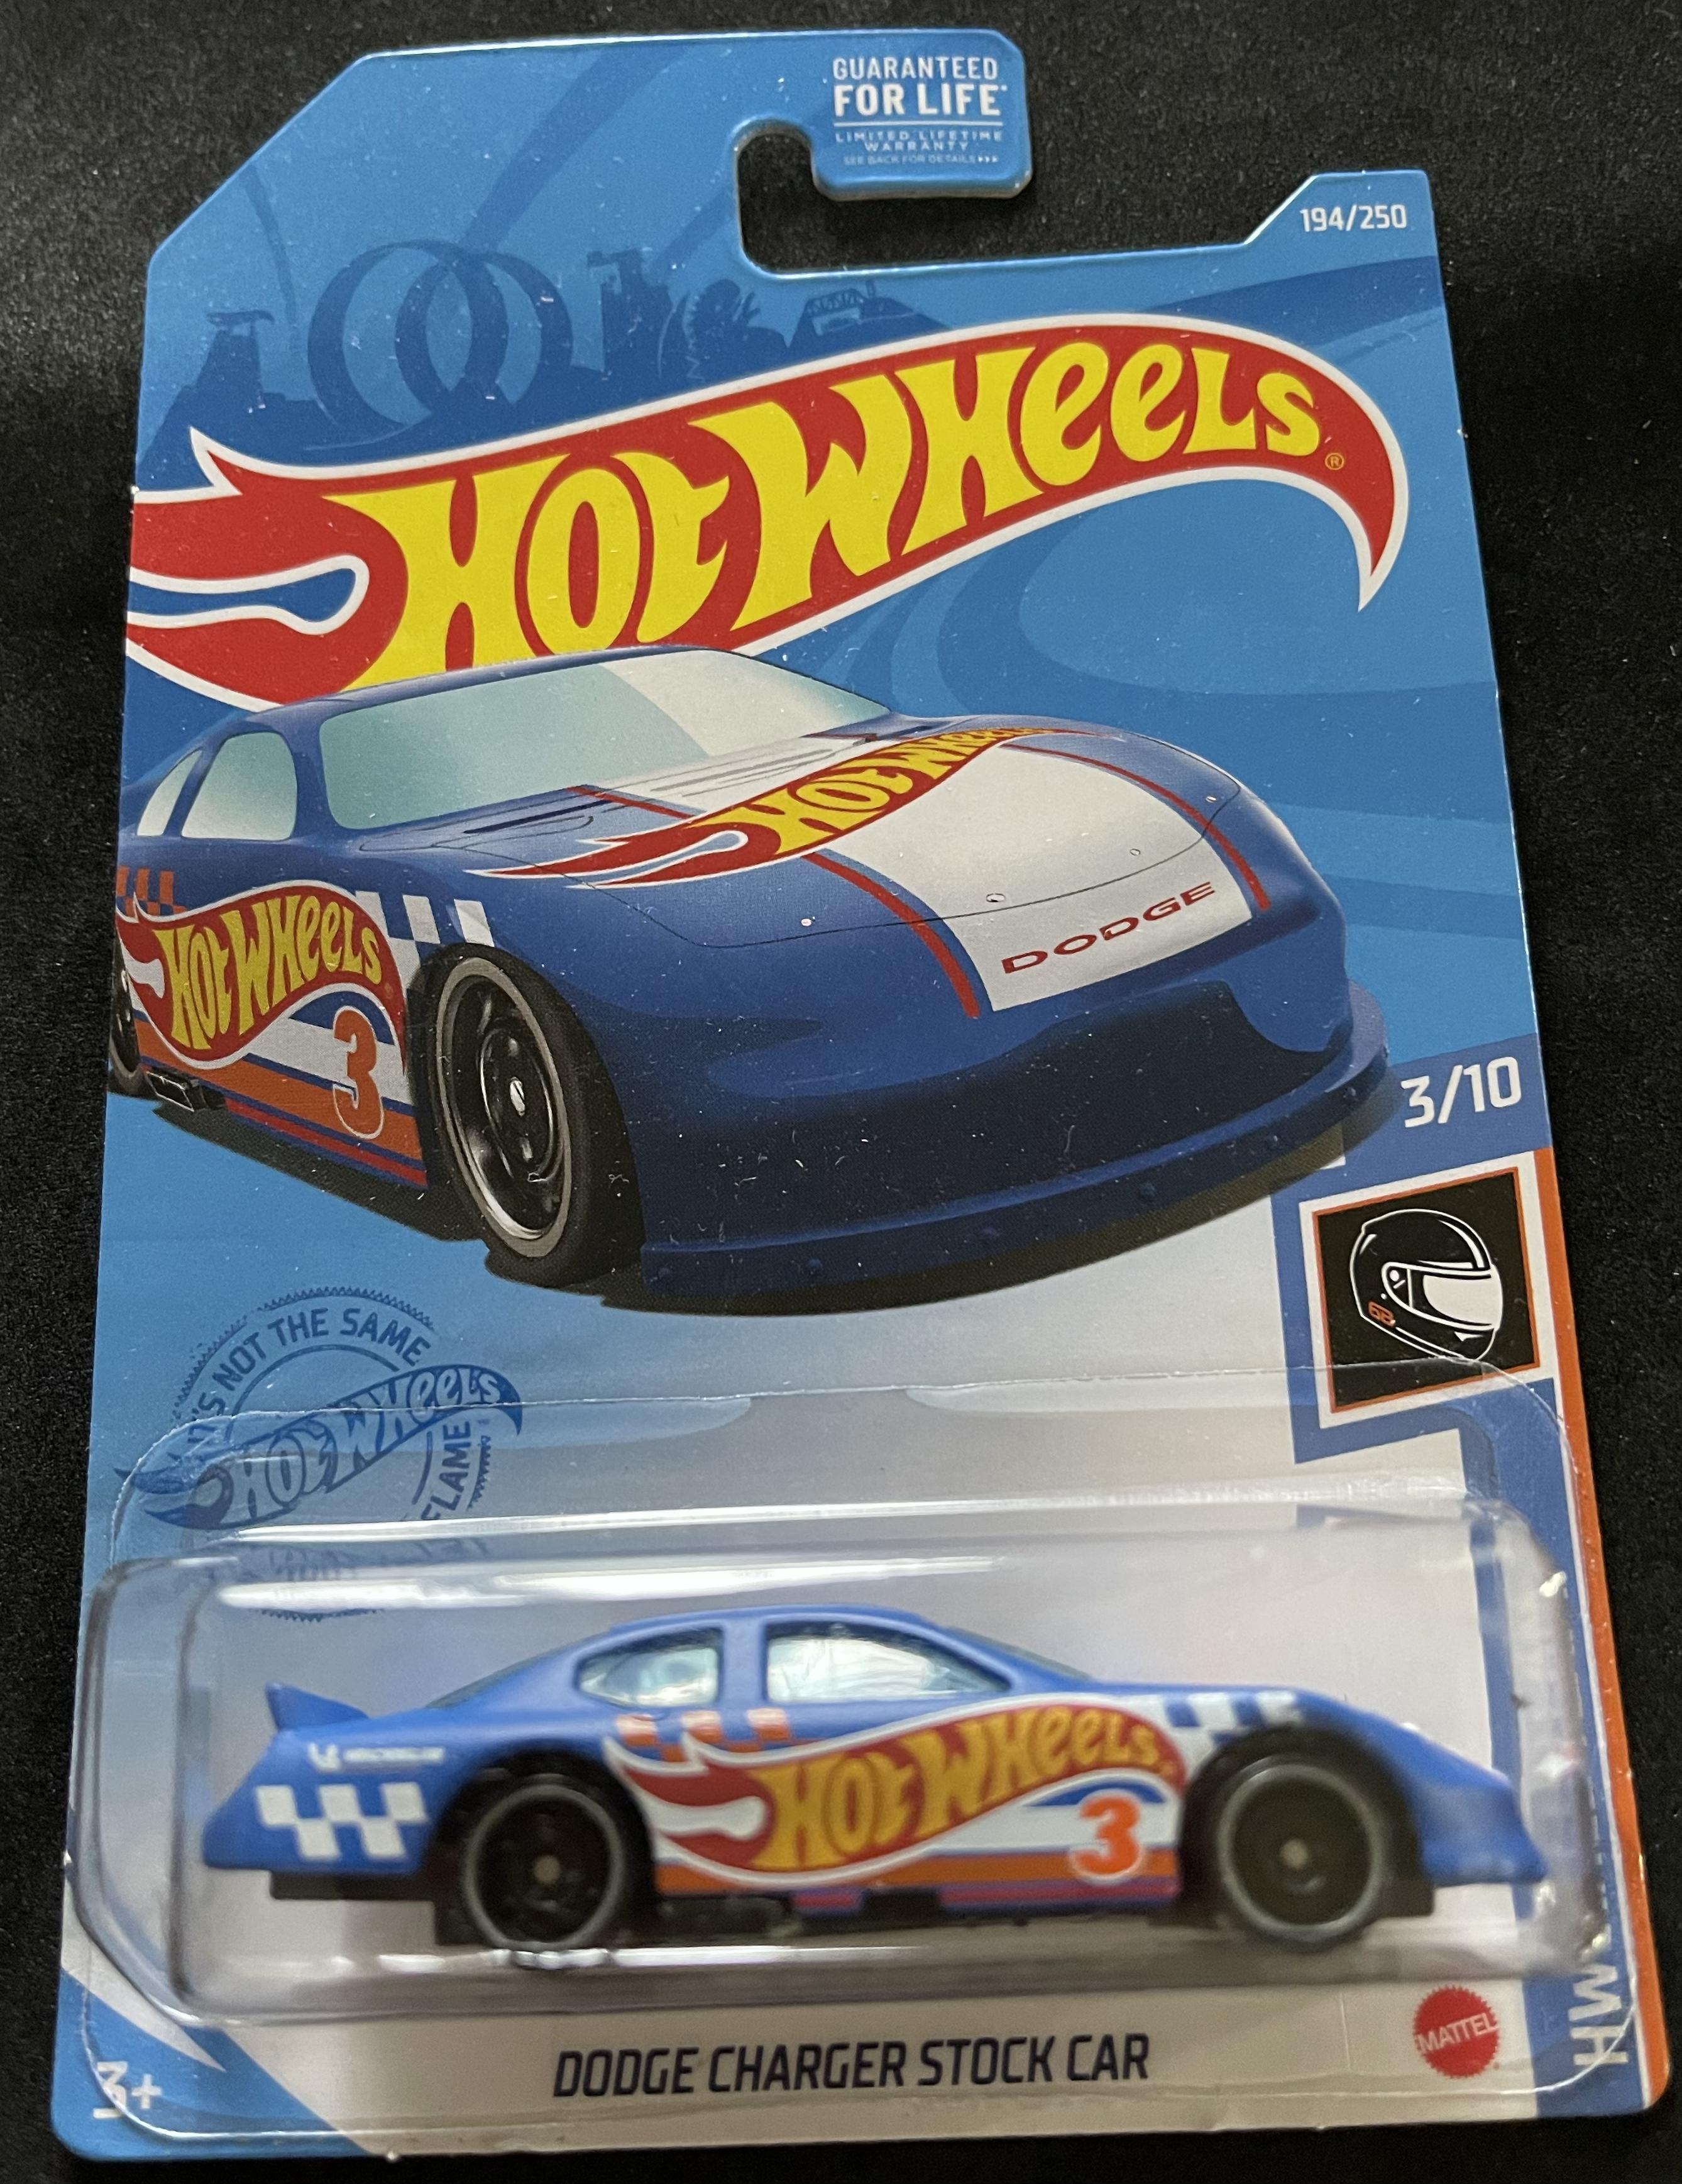 GUARANTEED
FOR LIFE*
LIMITED LIFETIME
WARRANTY
SEE BACK FOR DETAILS >>>
194/250
HOT WHEELS®
HOT WHEELS
DODGE
HOT WHEELS
3
3/10
68
IT'S NOT THE SAME
HOT WHEELS
FLAME
HOT WHEELS
3
DODGE CHARGER STOCK CAR
MATTEL
3+
HW